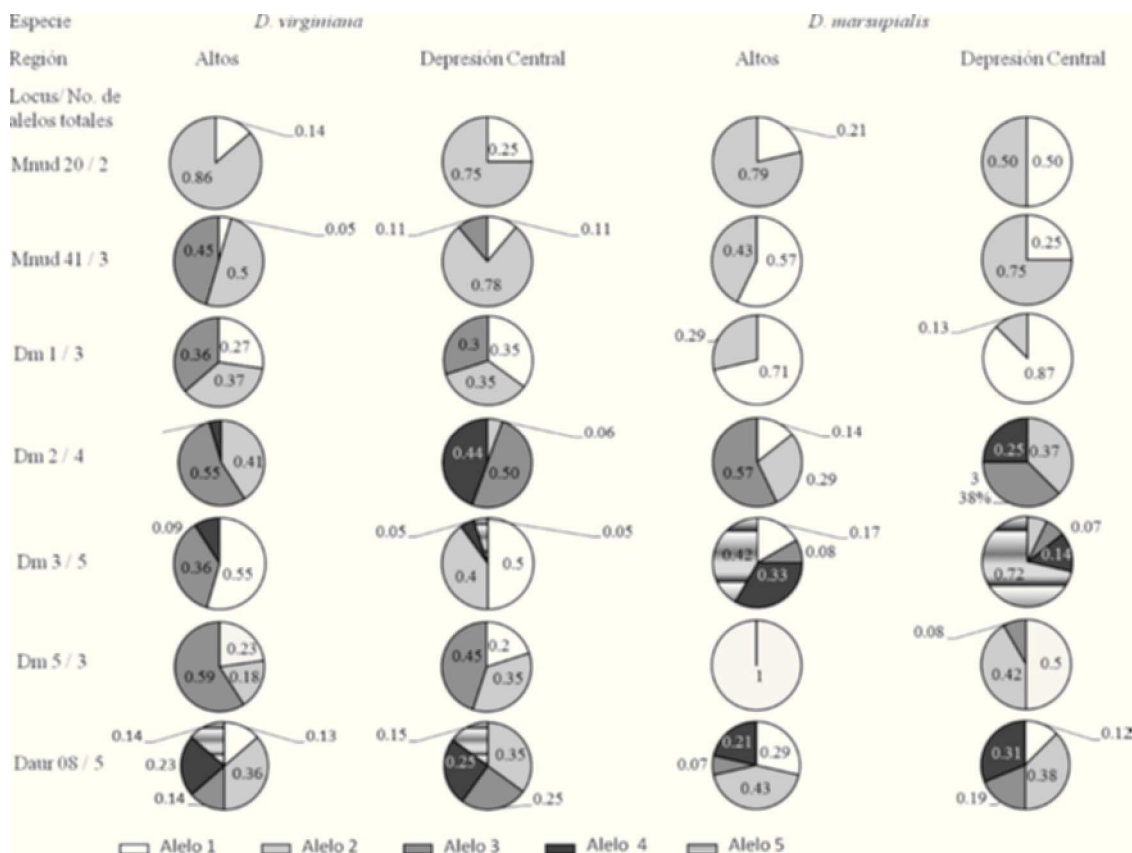 Especie D. virginiana D. marsupialis
Región Altos Depresión Central Altos Depresión Central
Locus/ No. de
alelos totales
0.14 0.21
Mnud 20 / 2 0.86 0.25 0.75 0.79 0.50 0.50
Mnud 41 / 3 0.45 0.05 0.5 0.11 0.11 0.78 0.43 0.57 0.25 0.75
Dm 1 / 3 0.36 0.27 0.37 0.3 0.35 0.35 0.29 0.71 0.13 0.87
Dm 2 / 4 0.55 0.41 0.44 0.06 0.50 0.57 0.14 0.29 0.25 0.37 3
38%
Dm 3 / 5 0.09 0.36 0.55 0.05 0.05 0.4 0.5 0.42 0.17 0.08 0.33 0.07 0.14 0.72
Dm 5 / 3 0.59 0.23 0.18 0.45 0.2 0.35 1 0.08 0.42 0.5
Daur 08 / 5 0.14 0.13 0.23 0.36 0.14 0.15 0.35 0.25 0.25 0.21 0.29 0.07 0.43 0.31 0.12 0.38 0.19
Alelo 1 Alelo 2 Alelo 3 Alelo 4 Alelo 5